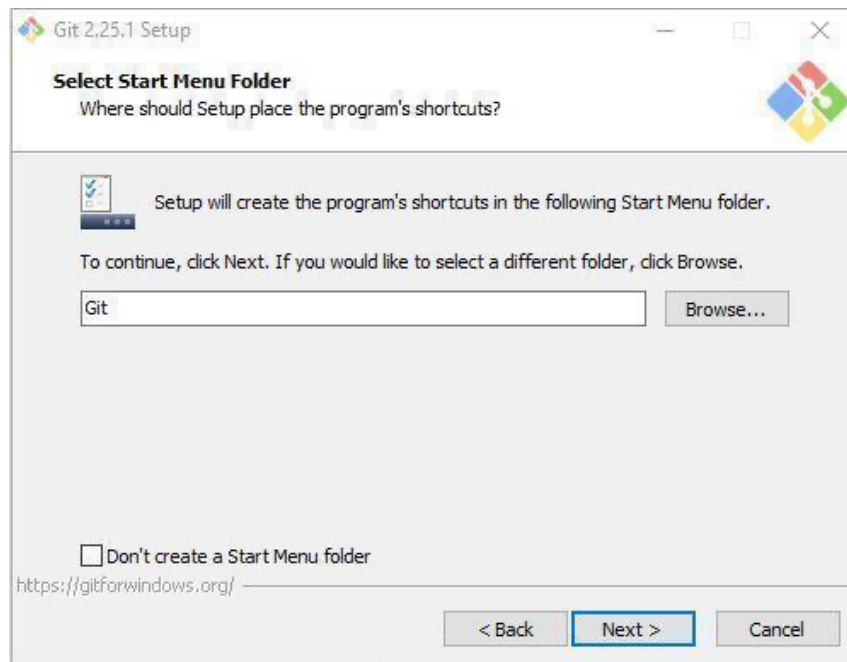 Git 2.25.1 Setup
Select Start Menu Folder
Where should Setup place the program's shortcuts?
Setup will create the program's shortcuts in the following Start Menu folder.
To continue, click Next. If you would like to select a different folder, click Browse.
Git
Browse...
Don't create a Start Menu folder
https://gitforwindows.org/
< Back
Next >
Cancel